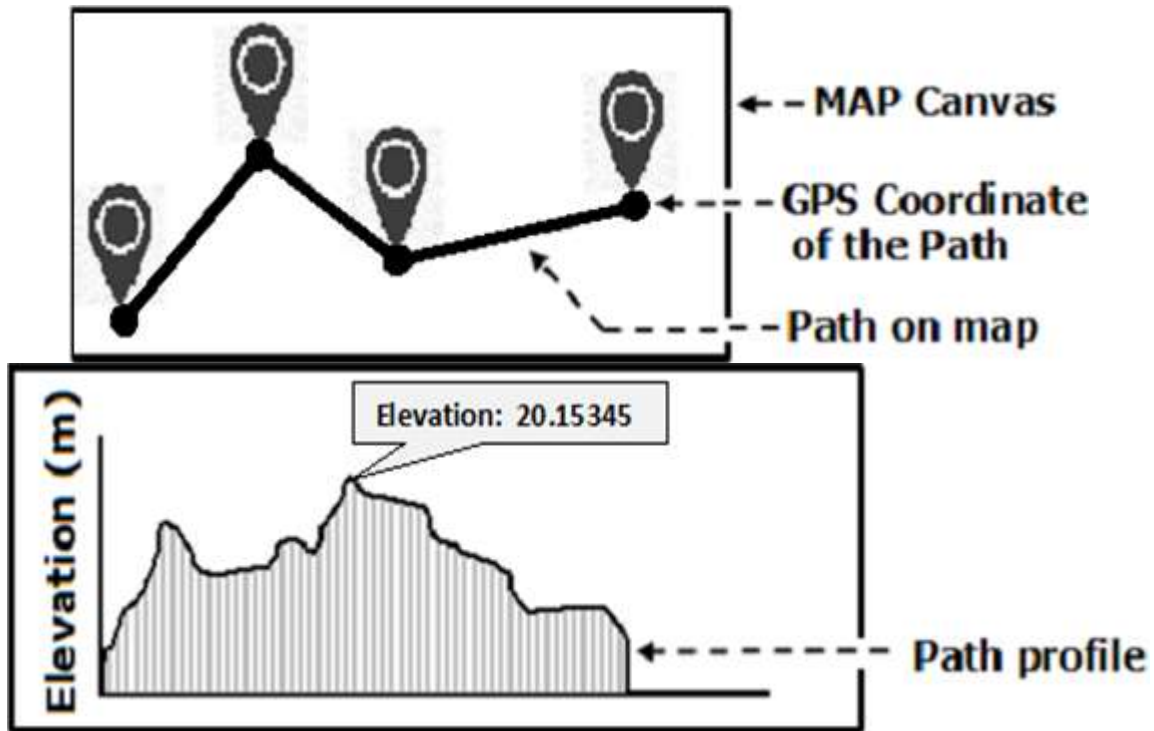 MAP Canvas
GPS Coordinate
of the Path
Path on map
Elevation: 20.15345
Elevation (m)
Path profile